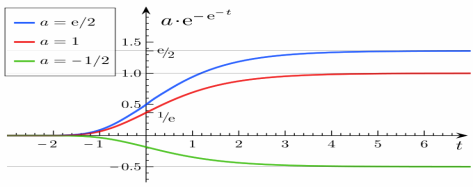 a = e/2
a = 1
a = −1/2
a·e^−e^−t
1.5
e/2
1.0
0.5
1/e
−2 −1 1 2 3 4 5 6 t
−0.5